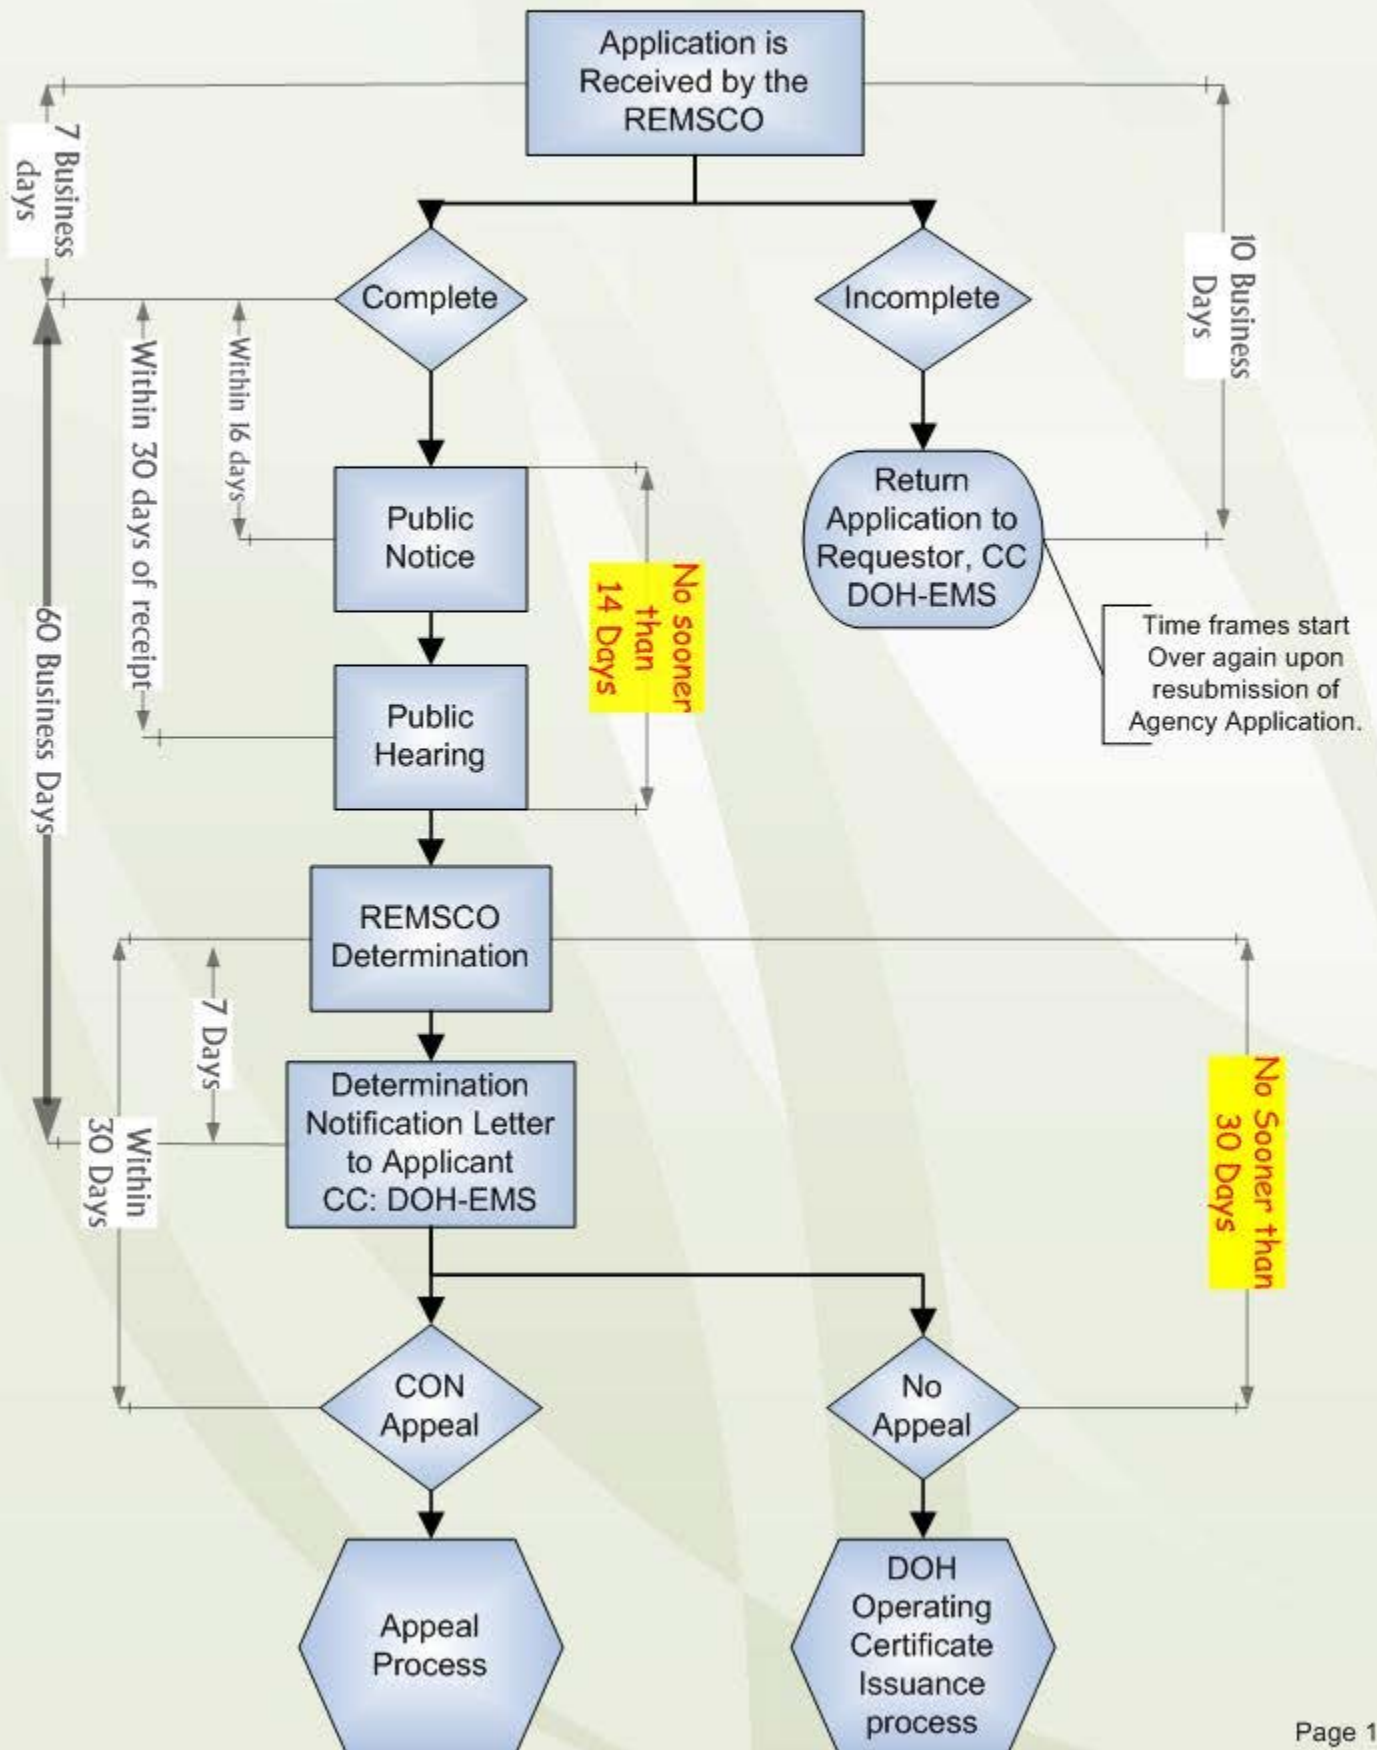 Application is
Received by the
REMSCO
7 Business
days
10 Business
Days
Complete
Incomplete
Within 30 days of receipt
Within 16 days
Public
Notice
Return
Application to
Requestor, CC
DOH-EMS
No sooner
than
14 Days
Time frames start
Over again upon
resubmission of
Agency Application.
60 Business Days
Public
Hearing
REMSCO
Determination
7 Days
Determination
Notification Letter
to Applicant
CC: DOH-EMS
Within
30 Days
No Sooner than
30 Days
CON
Appeal
No
Appeal
Appeal
Process
DOH
Operating
Certificate
Issuance
process
Page 1